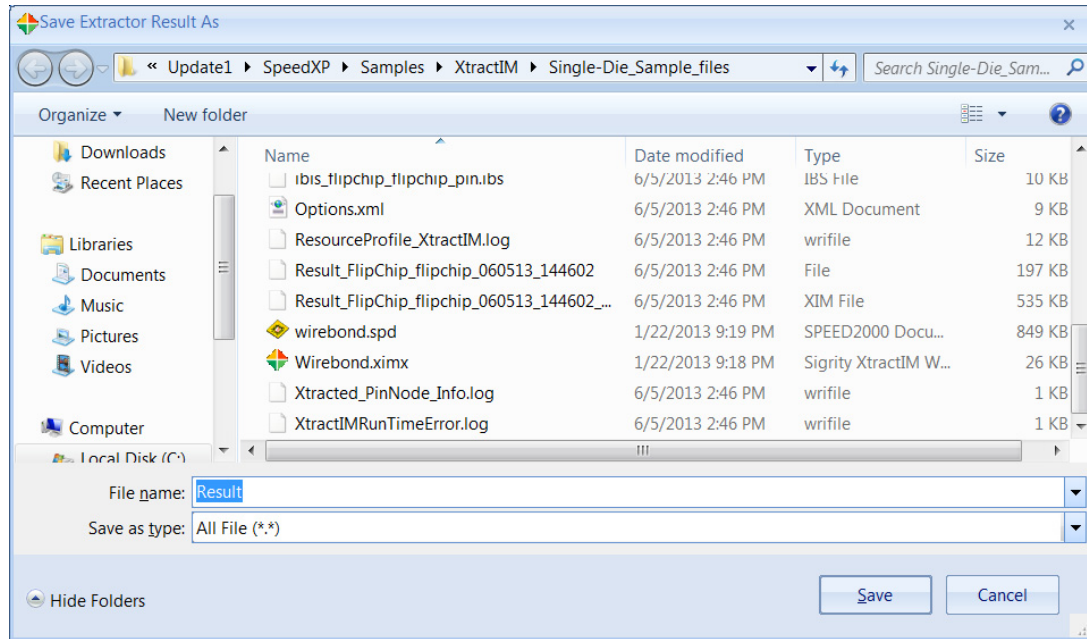 Save Extractor Result As
« Update1 ▸ SpeedXP ▸ Samples ▸ XtractIM ▸ Single-Die_Sample_files
Search Single-Die_Sam...
Organize New folder
Downloads
Recent Places
Libraries
Documents
Music
Pictures
Videos
Computer
Local Disk (C:)
Name Date modified Type Size
ibis_flipchip_flipchip_pin.ibs 6/5/2013 2:46 PM IBS File 10 KB
Options.xml 6/5/2013 2:46 PM XML Document 9 KB
ResourceProfile_XtractIM.log 6/5/2013 2:46 PM wrifile 12 KB
Result_FlipChip_flipchip_060513_144602 6/5/2013 2:46 PM File 197 KB
Result_FlipChip_flipchip_060513_144602_... 6/5/2013 2:46 PM XIM File 535 KB
wirebond.spd 1/22/2013 9:19 PM SPEED2000 Docu... 849 KB
Wirebond.ximx 1/22/2013 9:18 PM Sigrity XtractIM W... 26 KB
Xtracted_PinNode_Info.log 6/5/2013 2:46 PM wrifile 1 KB
XtractIMRunTimeError.log 6/5/2013 2:46 PM wrifile 1 KB
File name: Result
Save as type: All File (*.*)
Hide Folders
Save Cancel